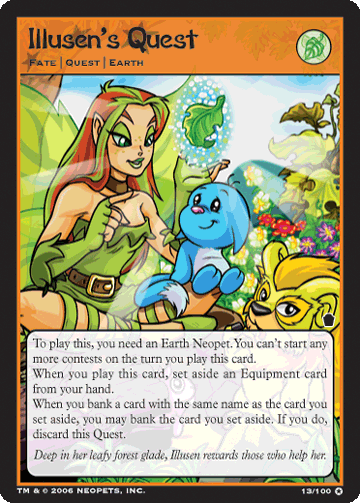 Illusen's Quest
Fate | Quest | Earth
To play this, you need an Earth Neopet. You can't start any
more contests on the turn you play this card.
When you play this card, set aside an Equipment card
from your hand.
When you bank a card with the same name as the card you
set aside, you may bank the card you set aside. If you do,
discard this Quest.
Deep in her leafy forest glade, Illusen rewards those who help her.
TM & © 2006 NEOPETS, INC.
13/100